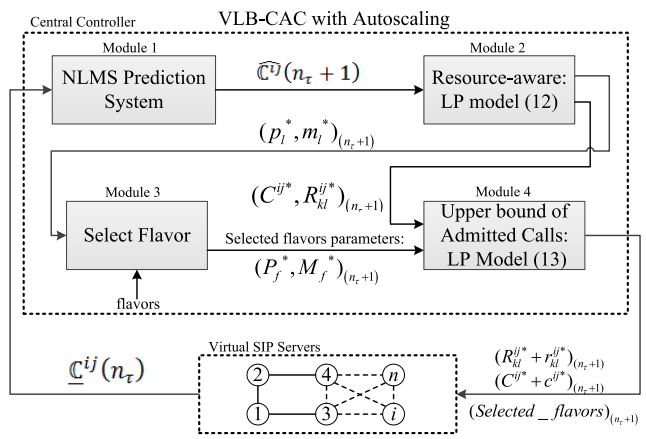 VLB-CAC with Autoscaling
Central Controller
Module 1
NLMS Prediction
System
$\widehat{\mathbb{C}^{ij}}(n_\tau + 1)$
Module 2
Resource-aware:
LP model (12)
$(p_l^*, m_l^*)_{(n_\tau+1)}$
$(C^{ij*}, R_{kl}^{ij*})_{(n_\tau+1)}$
Module 3
Select Flavor
flavors
Selected flavors parameters:
$(P_f^*, M_f^*)_{(n_\tau+1)}$
Module 4
Upper bound of
Admitted Calls:
LP Model (13)
$\underline{\mathbb{C}}^{ij}(n_\tau)$
Virtual SIP Servers
2 4 n
1 3 i
$(R_{kl}^{ij*} + r_{kl}^{ij*})_{(n_\tau+1)}$
$(C^{ij*} + c^{ij*})_{(n_\tau+1)}$
$(Selected\_flavors)_{(n_\tau+1)}$